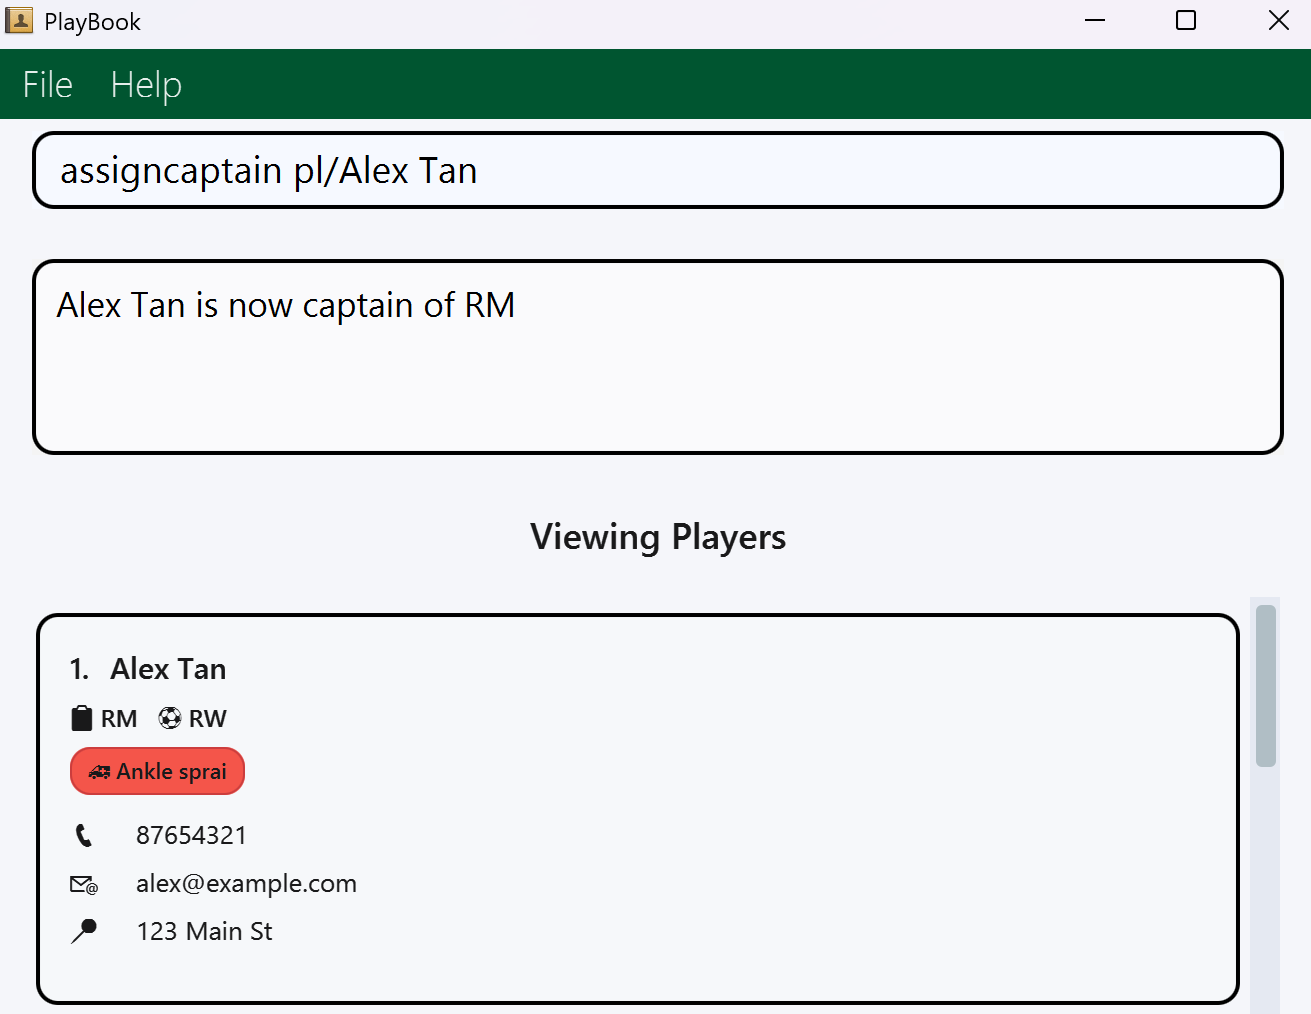 PlayBook
File Help
assigncaptain pl/Alex Tan
Alex Tan is now captain of RM
Viewing Players
1. Alex Tan
RM RW
Ankle sprai
87654321
alex@example.com
123 Main St